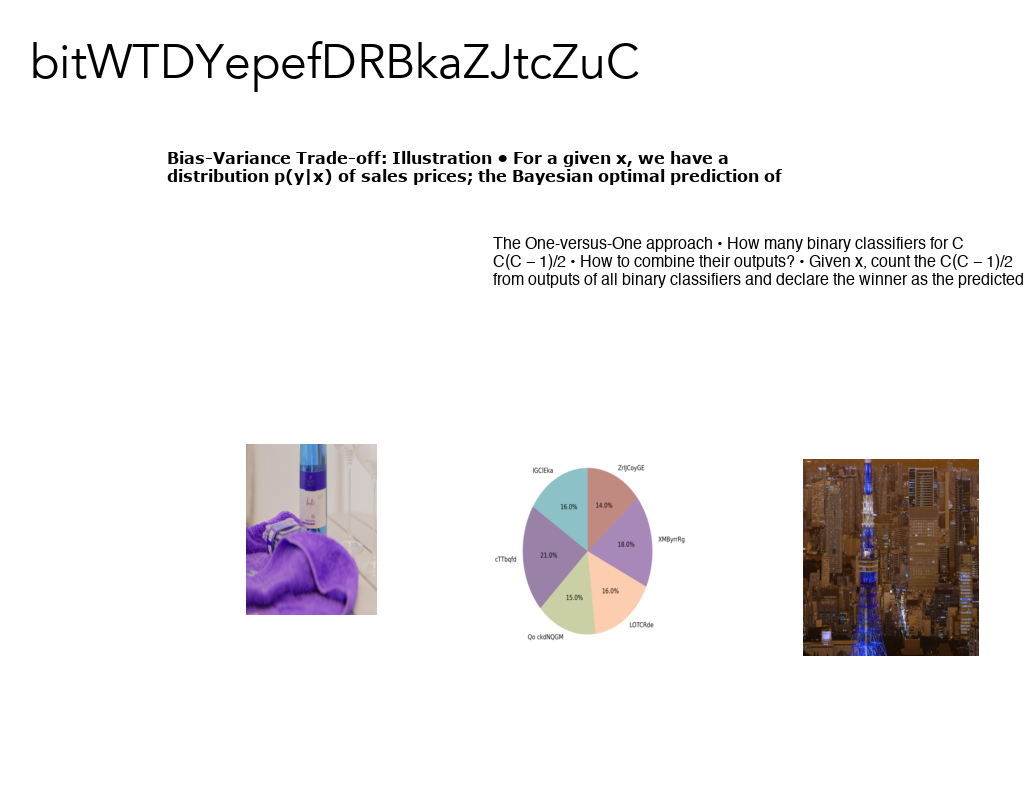 bitWTDYepefDRBkaZJtcZuC
Bias-Variance Trade-off: Illustration • For a given x, we have a
distribution p(y|x) of sales prices; the Bayesian optimal prediction of
The One-versus-One approach • How many binary classifiers for C
C(C – 1)/2 • How to combine their outputs? • Given x, count the C(C – 1)/2
from outputs of all binary classifiers and declare the winner as the predicted
ZrlJCoyGE
14.0%
IGCIEka
16.0%
XMByrrRg
18.0%
cTTbqfd
21.0%
Qo ckdNQGM
15.0%
LOTCRde
16.0%